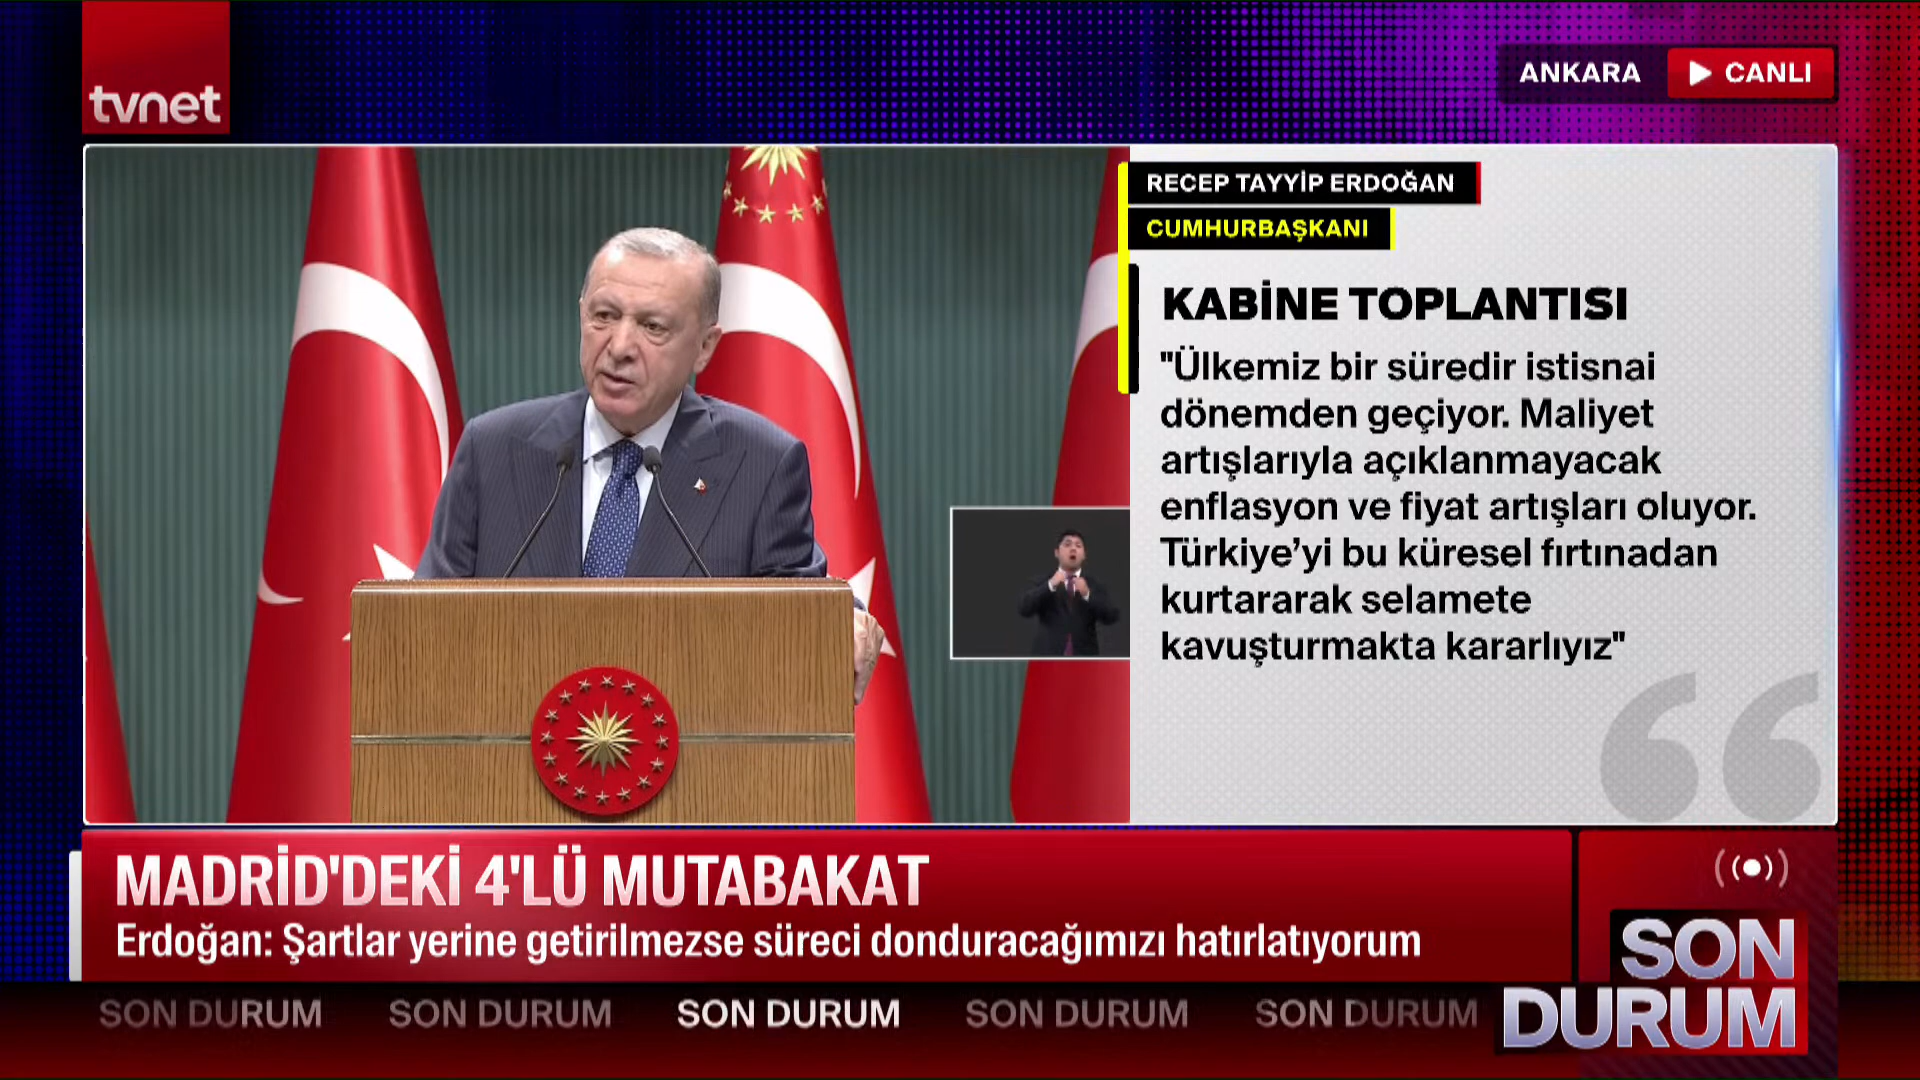 tvnet
ANKARA
CANLI
RECEP TAYYİP ERDOĞAN
CUMHURBAŞKANI
KABİNE TOPLANTISI
"Ülkemiz bir süredir istisnai
dönemden geçiyor. Maliyet
artışlarıyla açıklanmayacak
enflasyon ve fiyat artışları oluyor.
Türkiye’yi bu küresel fırtınadan
kurtararak selamete
kavuşturmakta kararlıyız"
MADRİD'DEKİ 4'LÜ MUTABAKAT
Erdoğan: Şartlar yerine getirilmezse süreci donduracağımızı hatırlatıyorum
SON DURUM SON DURUM SON DURUM SON DURUM SON DURUM
SON
DURUM